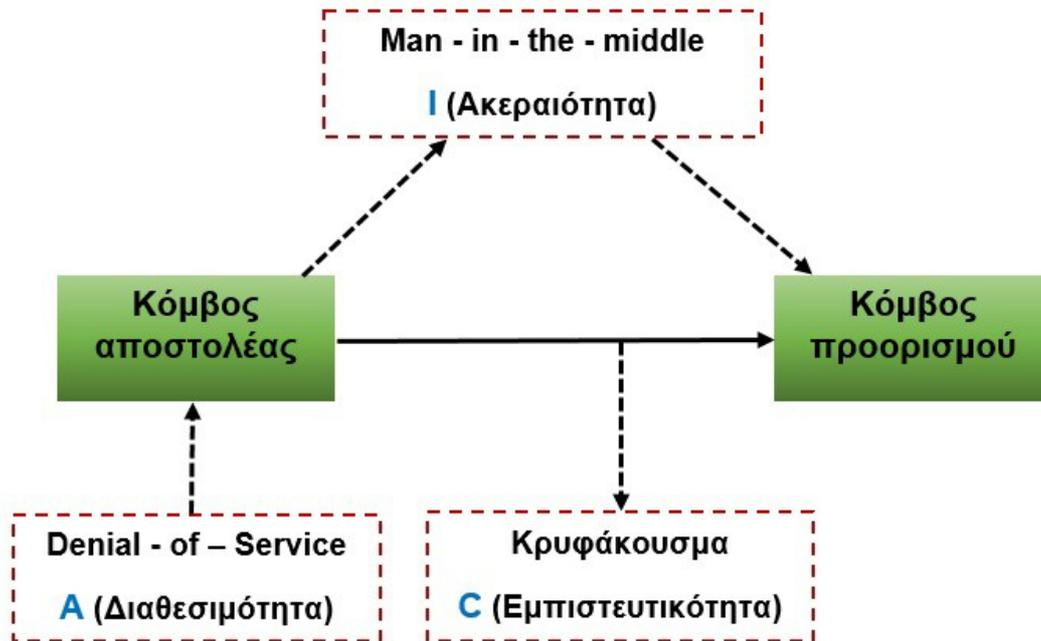 Man - in - the - middle
I (Ακεραιότητα)
Κόμβος
αποστολέας
Κόμβος
προορισμού
Denial - of – Service
A (Διαθεσιμότητα)
Κρυφάκουσμα
C (Εμπιστευτικότητα)